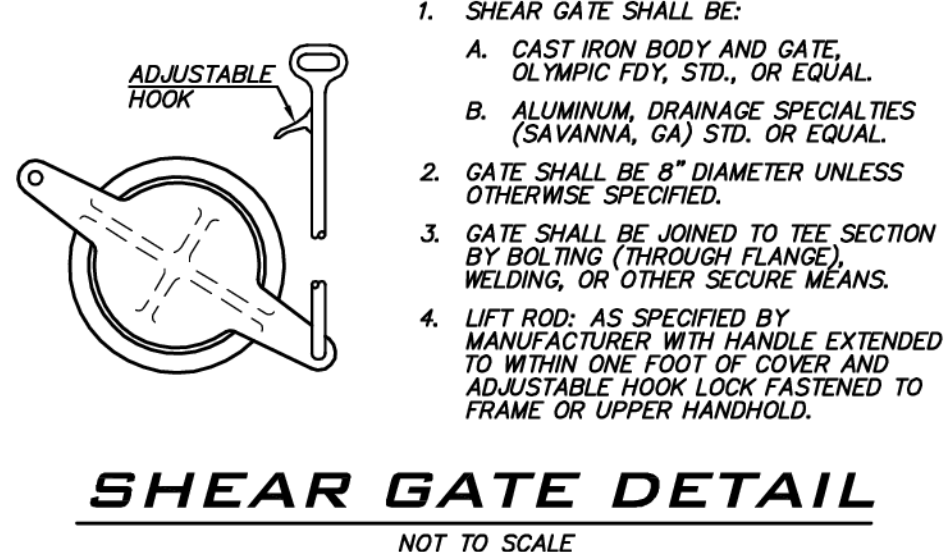 ADJUSTABLE
HOOK
1. SHEAR GATE SHALL BE:
A. CAST IRON BODY AND GATE,
OLYMPIC FDY, STD., OR EQUAL.
B. ALUMINUM, DRAINAGE SPECIALTIES
(SAVANNA, GA) STD. OR EQUAL.
2. GATE SHALL BE 8" DIAMETER UNLESS
OTHERWISE SPECIFIED.
3. GATE SHALL BE JOINED TO TEE SECTION
BY BOLTING (THROUGH FLANGE),
WELDING, OR OTHER SECURE MEANS.
4. LIFT ROD: AS SPECIFIED BY
MANUFACTURER WITH HANDLE EXTENDED
TO WITHIN ONE FOOT OF COVER AND
ADJUSTABLE HOOK LOCK FASTENED TO
FRAME OR UPPER HANDHOLD.
SHEAR GATE DETAIL
NOT TO SCALE